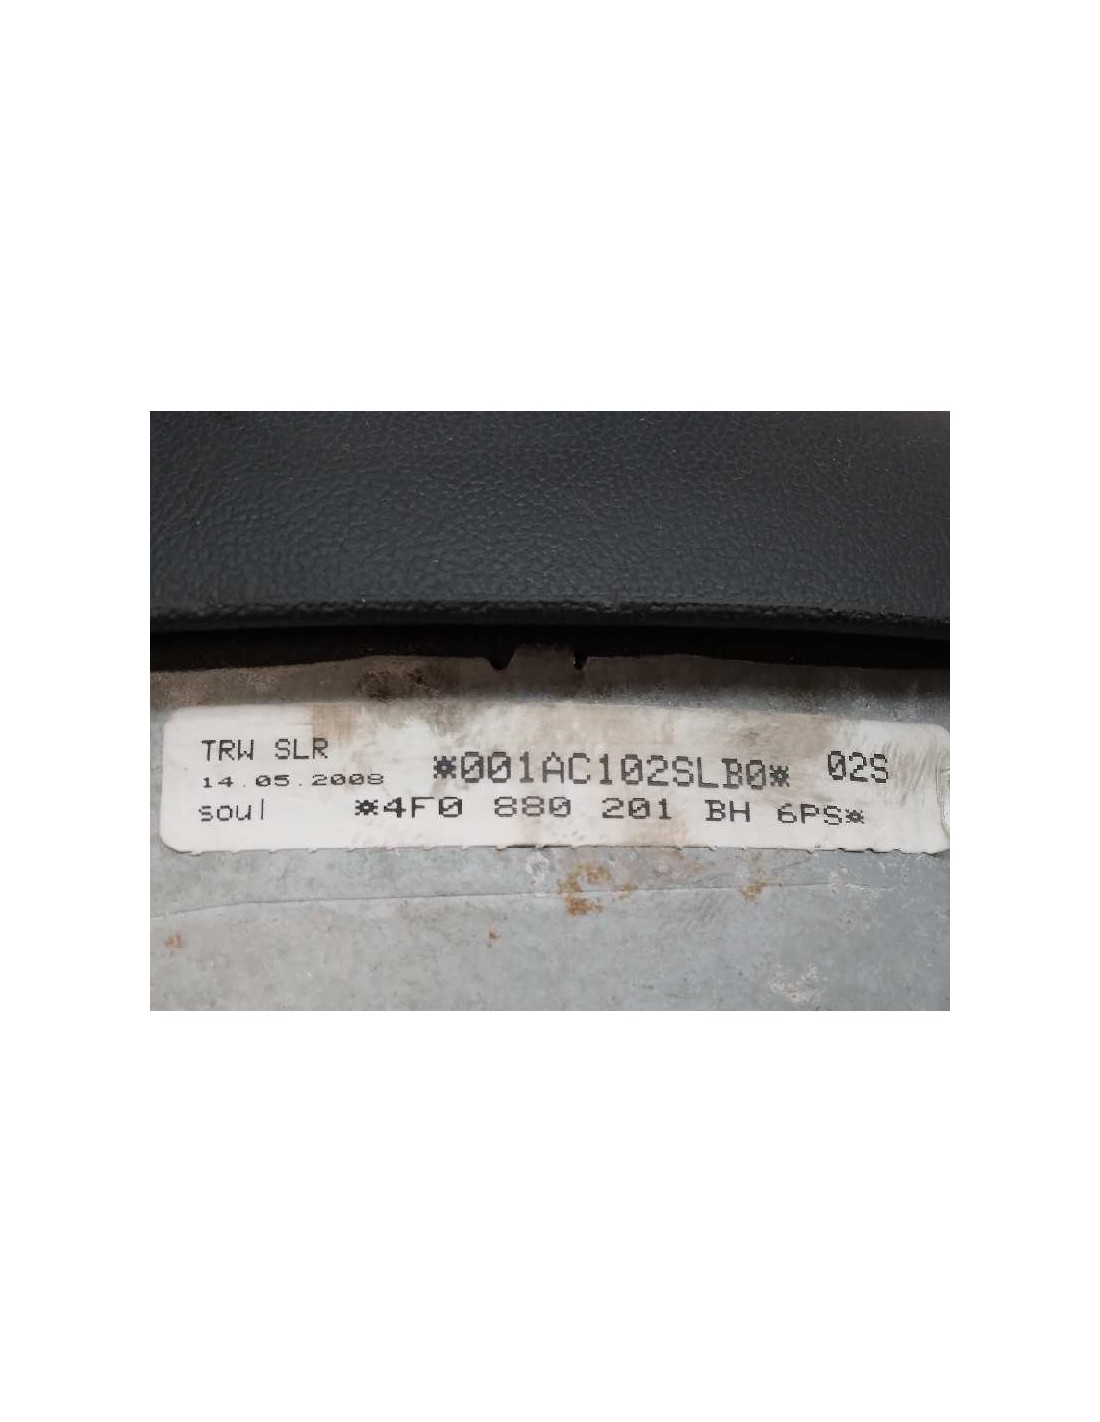 TRW SLR *001AC102SLB0* 02S
14.05.2008
soul *4F0 880 201 BH 6PS*